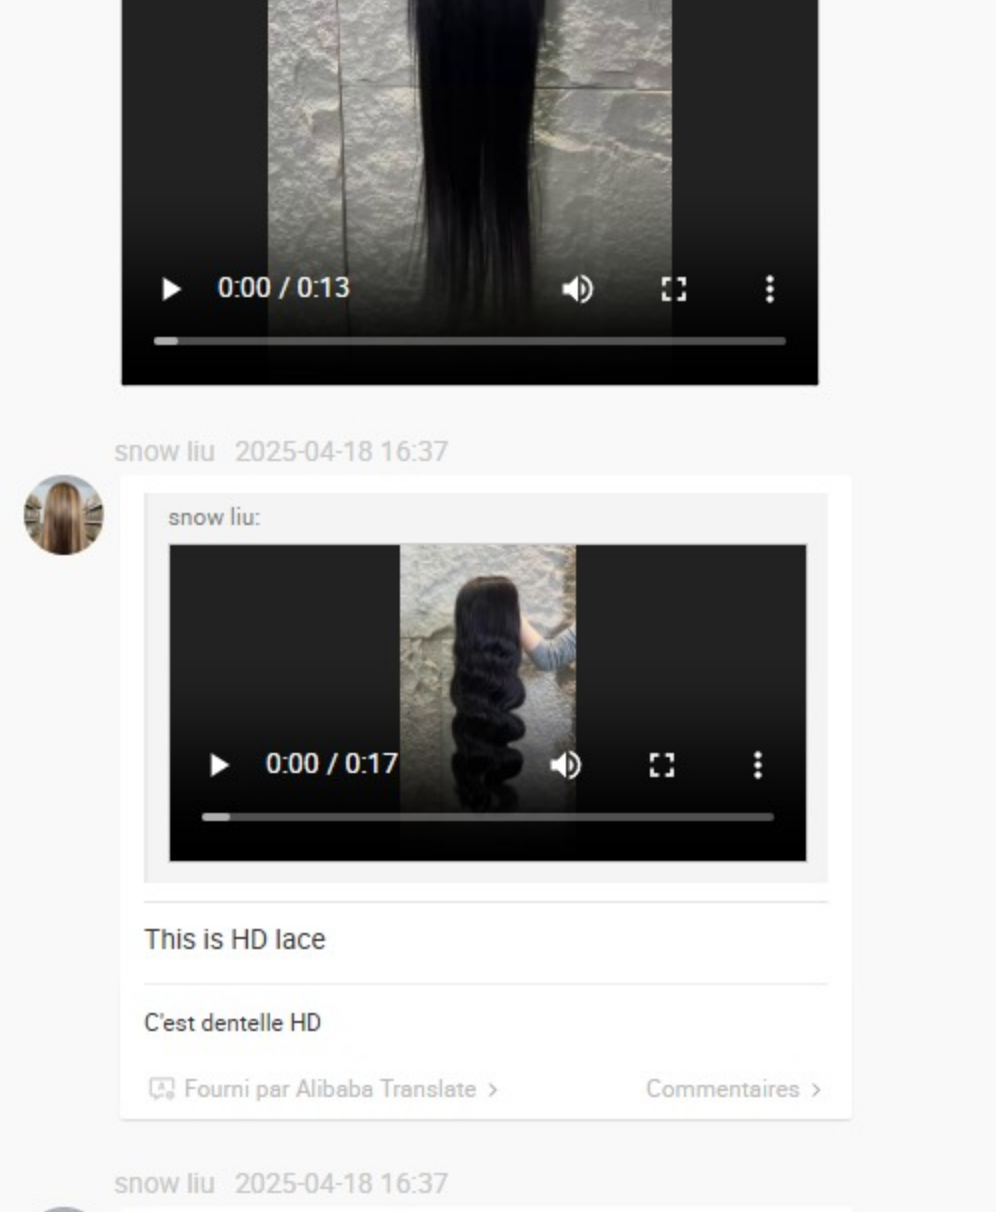 0:00 / 0:13
snow liu 2025-04-18 16:37
snow liu:
0:00 / 0:17
This is HD lace
C'est dentelle HD
Fourni par Alibaba Translate >
Commentaires >
snow liu 2025-04-18 16:37